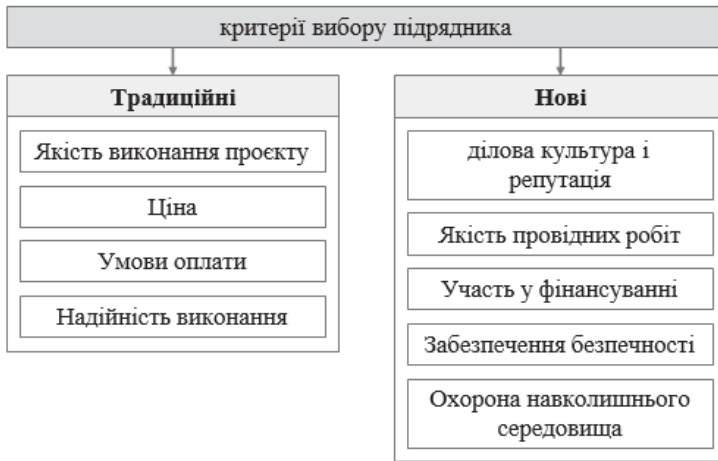 критерії вибору підрядника
Традиційні
Якість виконання проєкту
Ціна
Умови оплати
Надійність виконання
Нові
ділова культура і
репутація
Якість провідних робіт
Участь у фінансуванні
Забезпечення безпечності
Охорона навколишнього
середовища